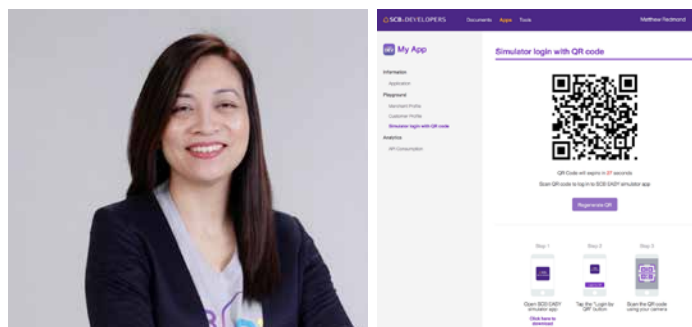 SCB DEVELOPERS
Documents
Apps
Tools
Matthew Redmond
My App
Information
Application
Playground
Merchant Profile
Customer Profile
Simulator login with QR code
Analytics
API Consumption
Simulator login with QR code
QR Code will expire in 27 seconds
Scan QR code to log in to SCB EASY simulator app
Regenerate QR
Step 1
Step 2
Step 3
Open SCB EASY
simulator app
Click here to
download
Tap the "Login by
QR" button
Scan the QR code
using your camera